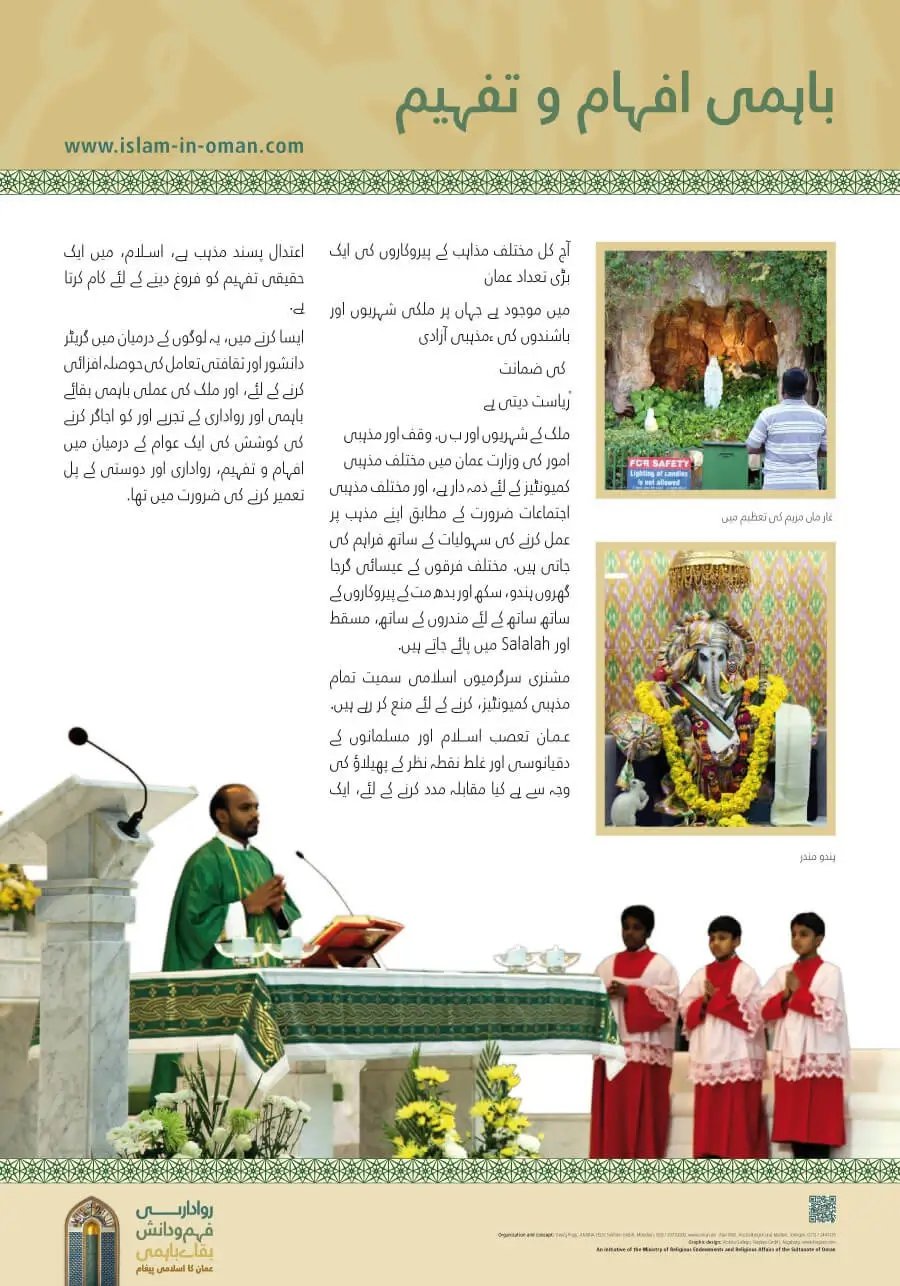 باہمی افہام و تفہیم
www.islam-in-oman.com
آج کل مختلف مذاہب کے پیروکاروں کی ایک
بڑی تعداد عمان
میں موجود ہے جہاں پر ملکی شہریوں اور
باشندوں کی ،مذہبی آزادی
کی ضمانت
ریاست دیتی ہے
ملک کے شہریوں اور ب ں. وقف اور مذہبی
امور کی وزارت عمان میں مختلف مذہبی
کمیونٹیز کے لئے ذمہ دار ہے، اور مختلف مذہبی
اجتماعات ضرورت کے مطابق اپنے مذہب پر
عمل کرنے کی سہولیات کے ساتھ فراہم کی
جاتی ہیں. مختلف فرقوں کے عیسائی گرجا
گھروں ہندو، سکھ اور بدھ مت کے پیروکاروں کے
ساتھ ساتھ کے لئے مندروں کے ساتھ، مسقط
اور Salalah میں پائے جاتے ہیں.
مشنری سرگرمیوں اسلامی سمیت تمام
مذہبی کمیونٹیز، کرنے کے لئے منع کر رہے ہیں.
عمان تعصب اسلام اور مسلمانوں کے
دقیانوسی اور غلط نقطہ نظر کے پھیلاؤ کی
وجہ سے ہے کیا مقابلہ مدد کرنے کے لئے، ایک
اعتدال پسند مذہب ہے، اسلام، میں ایک
حقیقی تفہیم کو فروغ دینے کے لئے کام کرتا
ہے.
ایسا کرنے میں، یہ لوگوں کے درمیان میں گریٹر
دانشور اور ثقافتی تعامل کی حوصلہ افزائی
کرنے کے لئے، اور ملک کی عملی باہمی بقائے
باہمی اور رواداری کے تجربے اور کو اجاگر کرنے
کی کوشش کی ایک عوام کے درمیان میں
افہام و تفہیم، رواداری اور دوستی کے پل
تعمیر کرنے کی ضرورت میں تھا.
FOR SAFETY
Lighting of candles
is not allowed
غار ماں مریم کی تعظیم میں
ہندو مندر
رواداری
فہم و دانش
بقائے باہمی
عمان کا اسلامی پیغام
Organization and concept:
Graphic design:
An initiative of the Ministry of Religious Endowments and Religious Affairs of the Sultanate of Oman